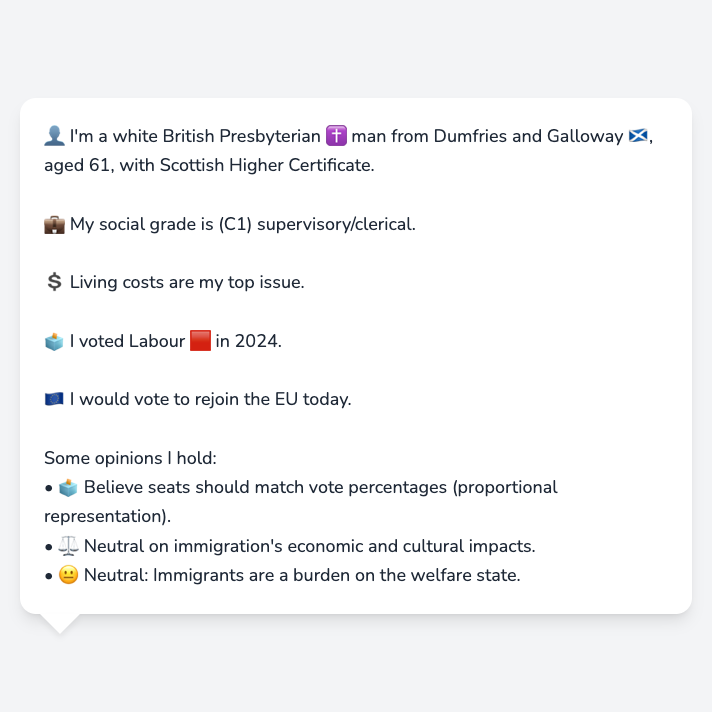 👤 I'm a white British Presbyterian ✝️ man from Dumfries and Galloway 🏴󠁧󠁢󠁳󠁣󠁴󠁿,
aged 61, with Scottish Higher Certificate.
💼 My social grade is (C1) supervisory/clerical.
💲 Living costs are my top issue.
🗳️ I voted Labour 🟥 in 2024.
🇪🇺 I would vote to rejoin the EU today.
Some opinions I hold:
• 🗳️ Believe seats should match vote percentages (proportional
representation).
• ⚖️ Neutral on immigration's economic and cultural impacts.
• 😐 Neutral: Immigrants are a burden on the welfare state.